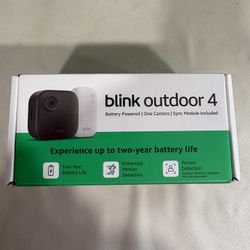 blink outdoor 4
Battery Powered | One Camera | Sync Module Included
Experience up to two-year battery life
Two-Year
Battery Life
Enhanced
Motion
Detection
Person
Detection